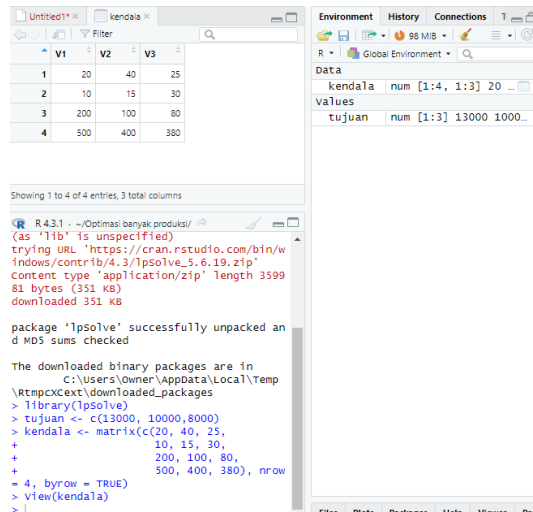 Untitled1*
kendala
Filter
V1 V2 V3
1 20 40 25
2 10 15 30
3 200 100 80
4 500 400 380
Showing 1 to 4 of 4 entries, 3 total columns
R 4.3.1 · ~/Optimasi banyak produksi/
(as ‘lib’ is unspecified)
trying URL 'https://cran.rstudio.com/bin/w
indows/contrib/4.3/lpSolve_5.6.19.zip'
Content type 'application/zip' length 3599
81 bytes (351 KB)
downloaded 351 KB
package ‘lpSolve’ successfully unpacked an
d MD5 sums checked
The downloaded binary packages are in
C:\Users\Owner\AppData\Local\Temp
\RtmpcXCext\downloaded_packages
> library(lpSolve)
> tujuan <- c(13000, 10000,8000)
> kendala <- matrix(c(20, 40, 25,
+ 10, 15, 30,
+ 200, 100, 80,
+ 500, 400, 380), nrow
= 4, byrow = TRUE)
> View(kendala)
>
Environment History Connections T
98 MiB
R Global Environment
Data
kendala num [1:4, 1:3] 20 ...
Values
tujuan num [1:3] 13000 1000...